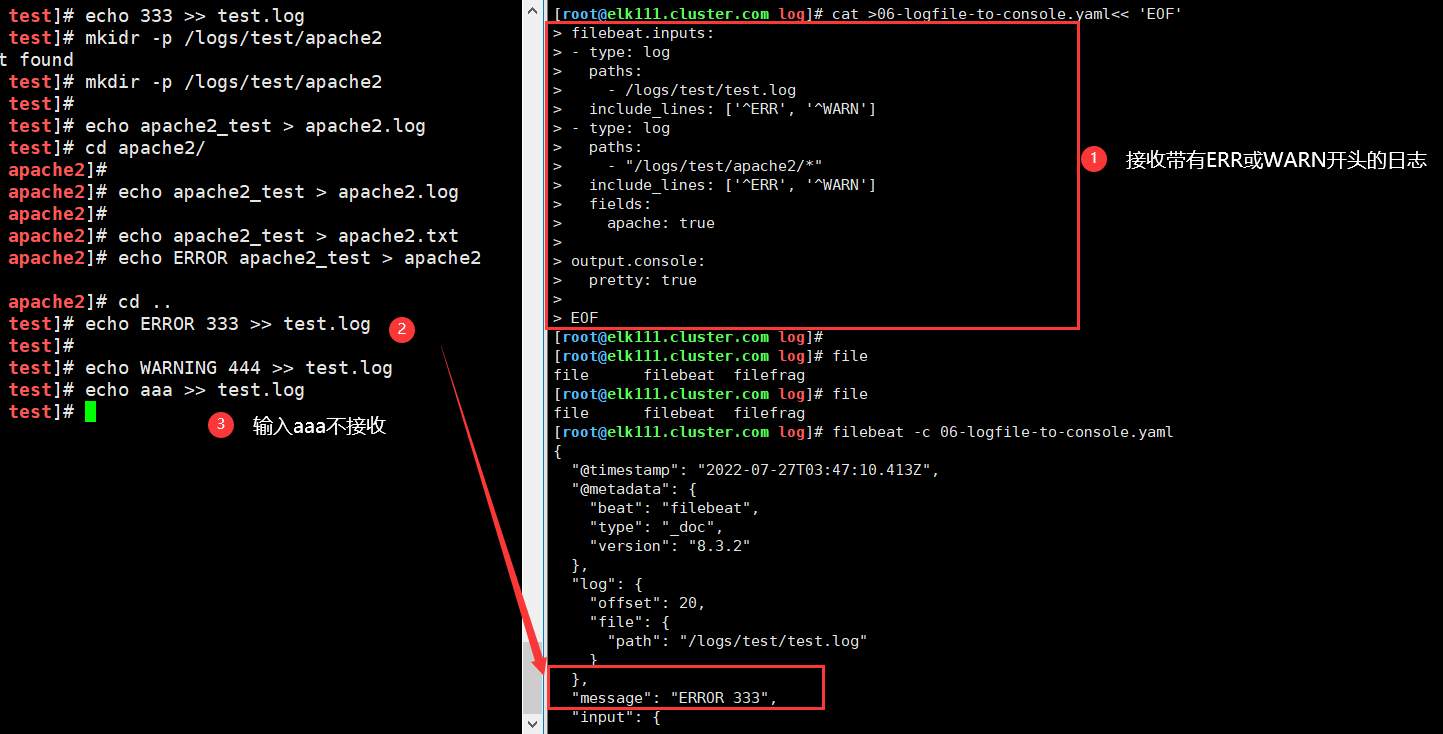 test]# echo 333 >> test.log
test]# mkidr -p /logs/test/apache2
t found
test]# mkdir -p /logs/test/apache2
test]#
test]# echo apache2_test > apache2.log
test]# cd apache2/
apache2]#
apache2]# echo apache2_test > apache2.log
apache2]#
apache2]# echo apache2_test > apache2.txt
apache2]# echo ERROR apache2_test > apache2
apache2]# cd ..
test]# echo ERROR 333 >> test.log
2
test]#
test]# echo WARNING 444 >> test.log
test]# echo aaa >> test.log
test]#
3 输入aaa不接收
[root@elk111.cluster.com log]# cat >06-logfile-to-console.yaml<< 'EOF'
> filebeat.inputs:
> - type: log
>   paths:
>     - /logs/test/test.log
>   include_lines: ['^ERR', '^WARN']
> - type: log
>   paths:
>     - "/logs/test/apache2/*"
>   include_lines: ['^ERR', '^WARN']
>   fields:
>     apache: true
>
> output.console:
>   pretty: true
>
> EOF
1 接收带有ERR或WARN开头的日志
[root@elk111.cluster.com log]#
[root@elk111.cluster.com log]# file
file      filebeat  filefrag
[root@elk111.cluster.com log]# file
file      filebeat  filefrag
[root@elk111.cluster.com log]# filebeat -c 06-logfile-to-console.yaml
{
  "@timestamp": "2022-07-27T03:47:10.413Z",
  "@metadata": {
    "beat": "filebeat",
    "type": "_doc",
    "version": "8.3.2"
  },
  "log": {
    "offset": 20,
    "file": {
      "path": "/logs/test/test.log"
    }
  },
  "message": "ERROR 333",
  "input": {